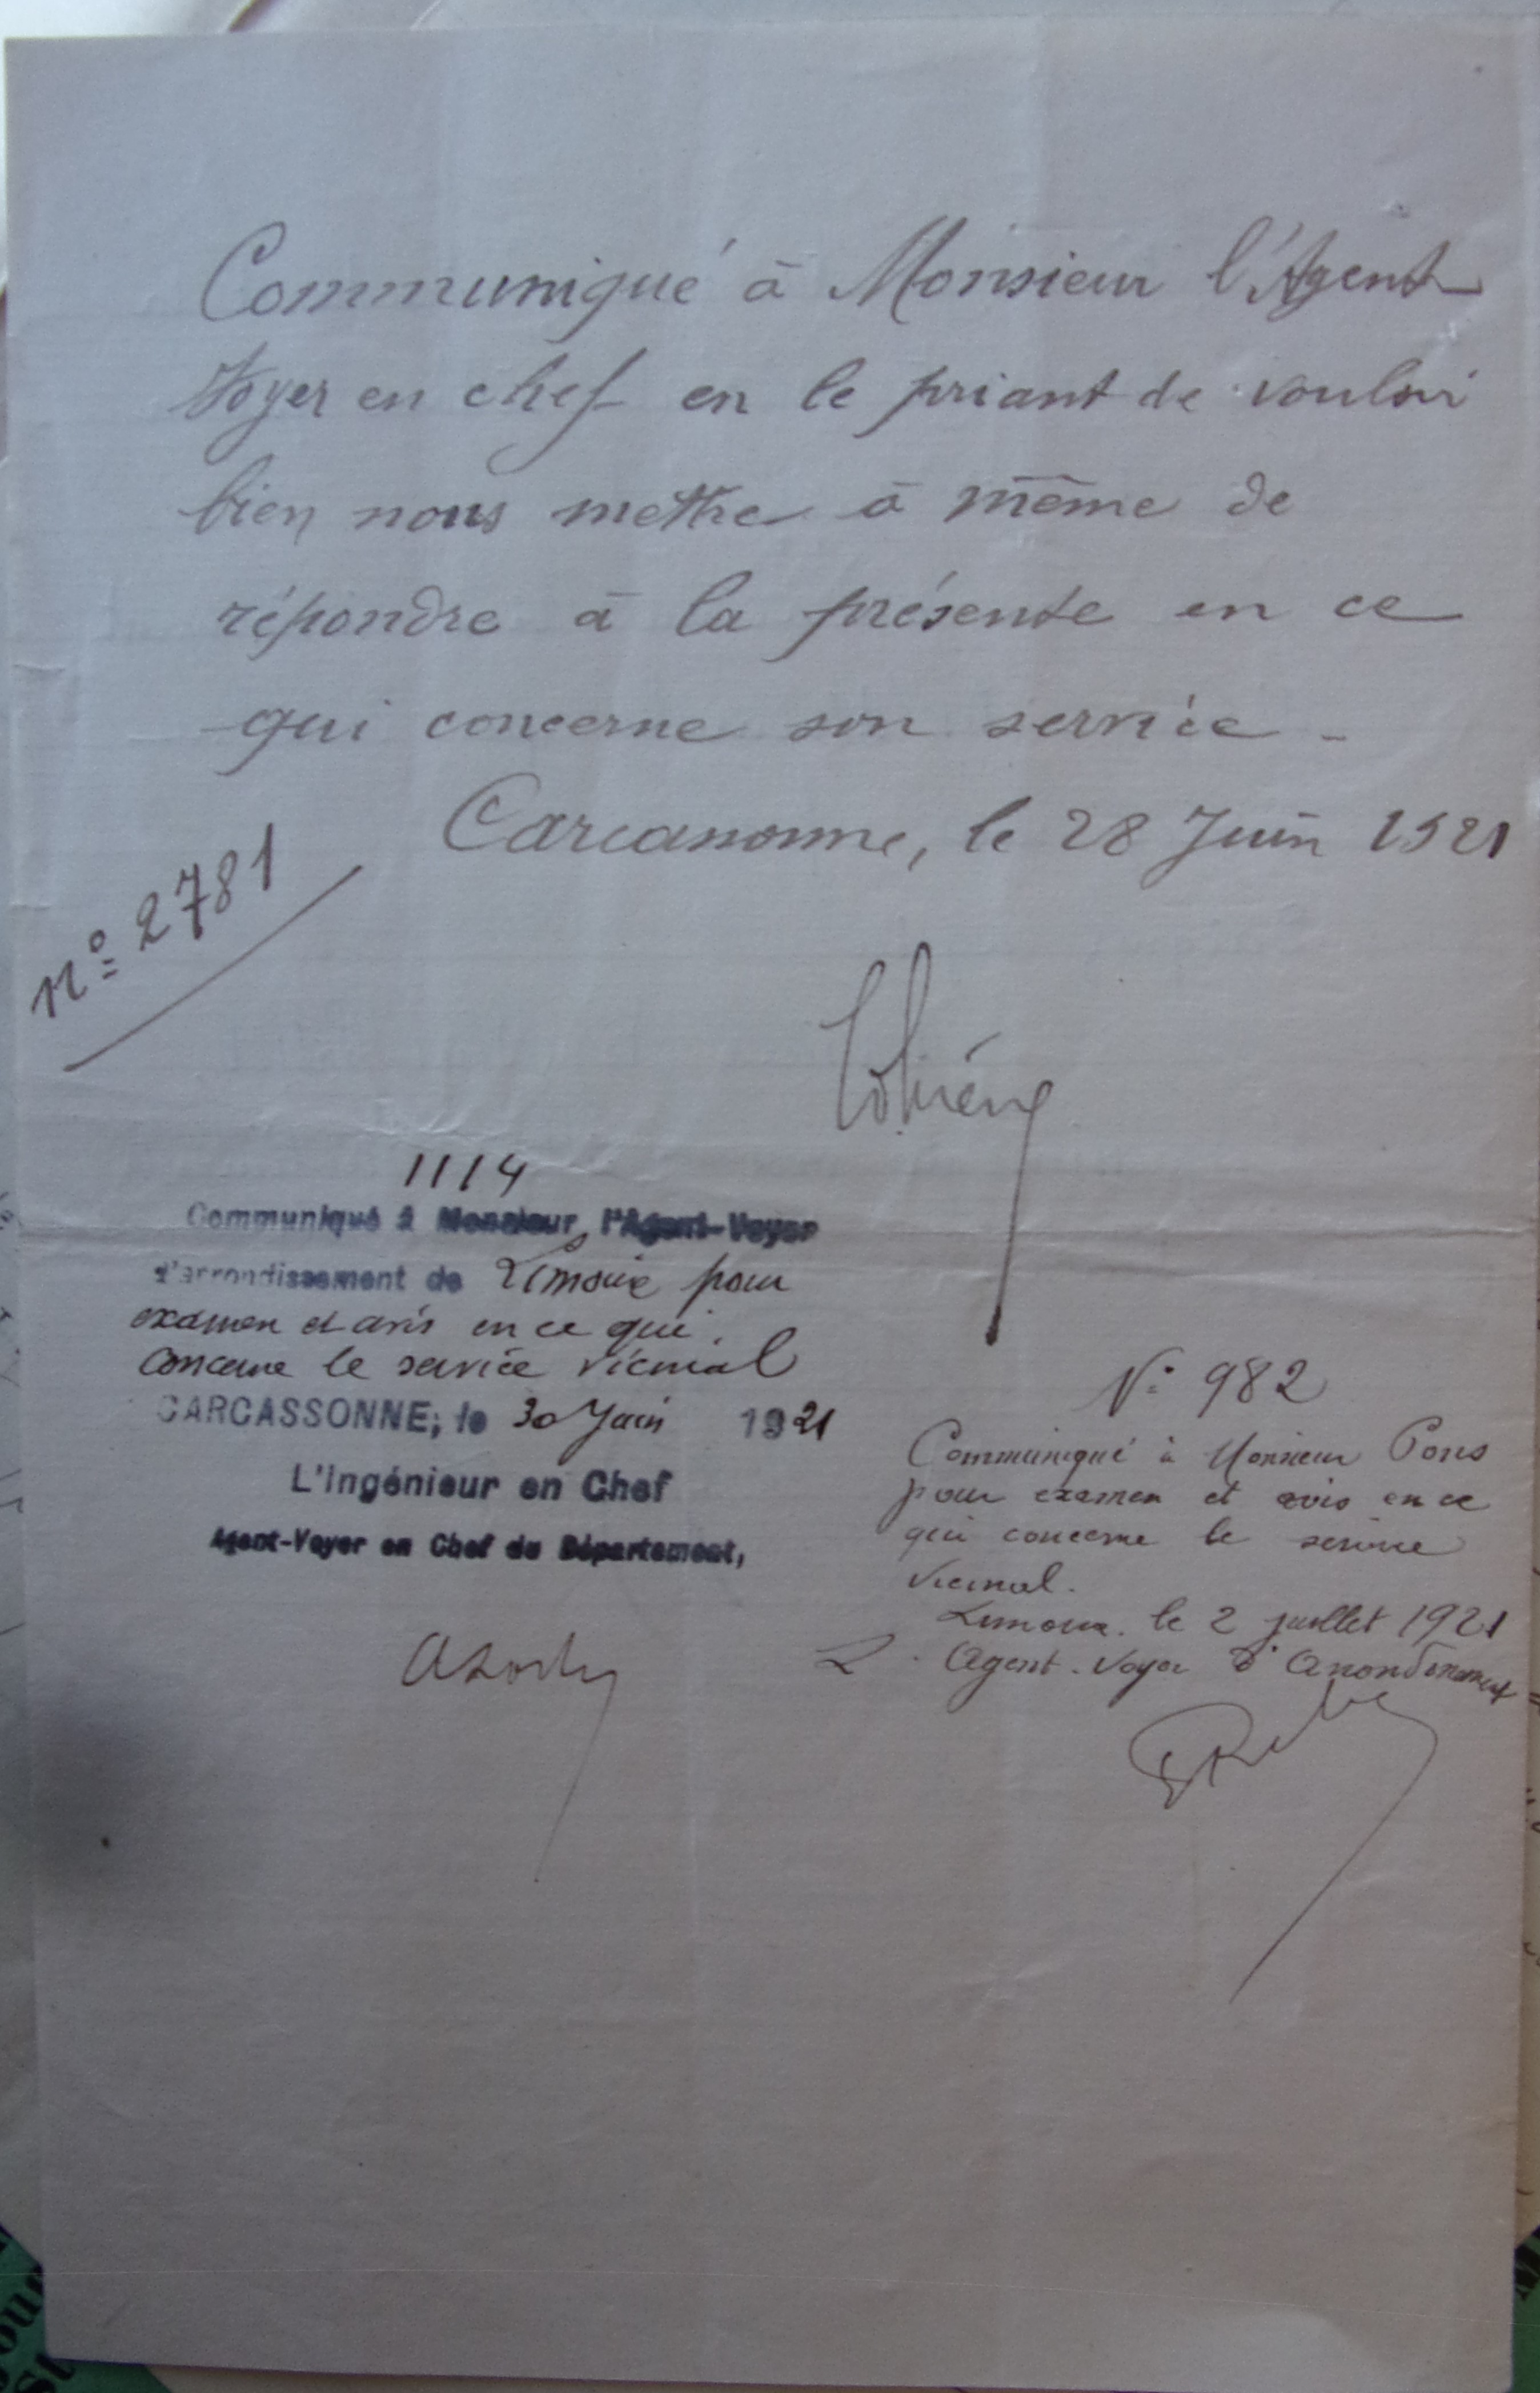 Communiqué à Monsieur l'Agent
Voyer en chef en le priant de vouloir
bien nous mettre à même de
répondre à la présente en ce
qui concerne son service -
Carcassonne, le 28 Juin 1921
N° 2781
1114
Communiqué à Monsieur l'Agent-Voyer
d'arrondissement de Limoux pour
examen et avis en ce qui
concerne le service vicinal
CARCASSONNE, le 30 Juin 1921
L'Ingénieur en Chef
Agent-Voyer en Chef du Département,
N° 982
Communiqué à Monsieur Pons
pour examen et avis en ce
qui concerne le service
vicinal.
Limoux. le 2 juillet 1921
L'Agent-Voyer d'Arrondissement